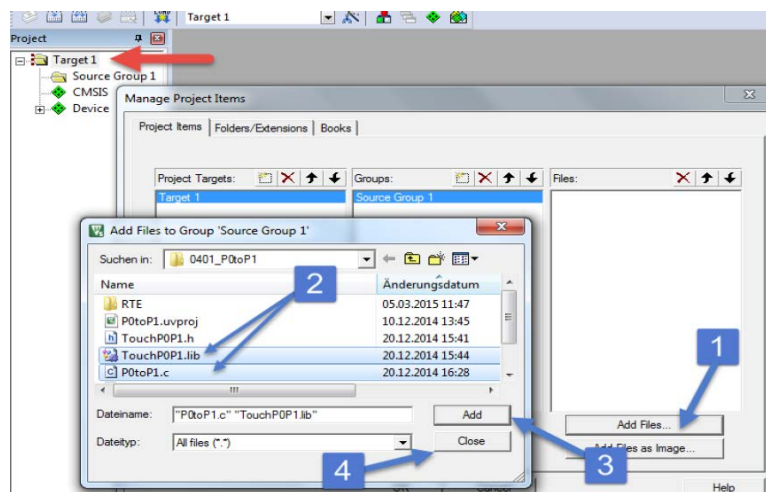 Target 1
Project
Target 1
Source Group 1
CMSIS
Device
Manage Project Items
Project Items Folders/Extensions Books
Project Targets: Groups: Files:
Target 1 Source Group 1
Add Files to Group 'Source Group 1'
Suchen in: 0401_P0toP1
Name Änderungsdatum
RTE 05.03.2015 11:47
P0toP1.uvproj 10.12.2014 13:45
TouchP0P1.h 20.12.2014 15:41
TouchP0P1.lib 20.12.2014 15:44
P0toP1.c 20.12.2014 16:28
Dateiname: "P0toP1.c" "TouchP0P1.lib" Add
Dateityp: All files (*.*) Close
Add Files...
Add Files as Image...
Help
1
2
3
4